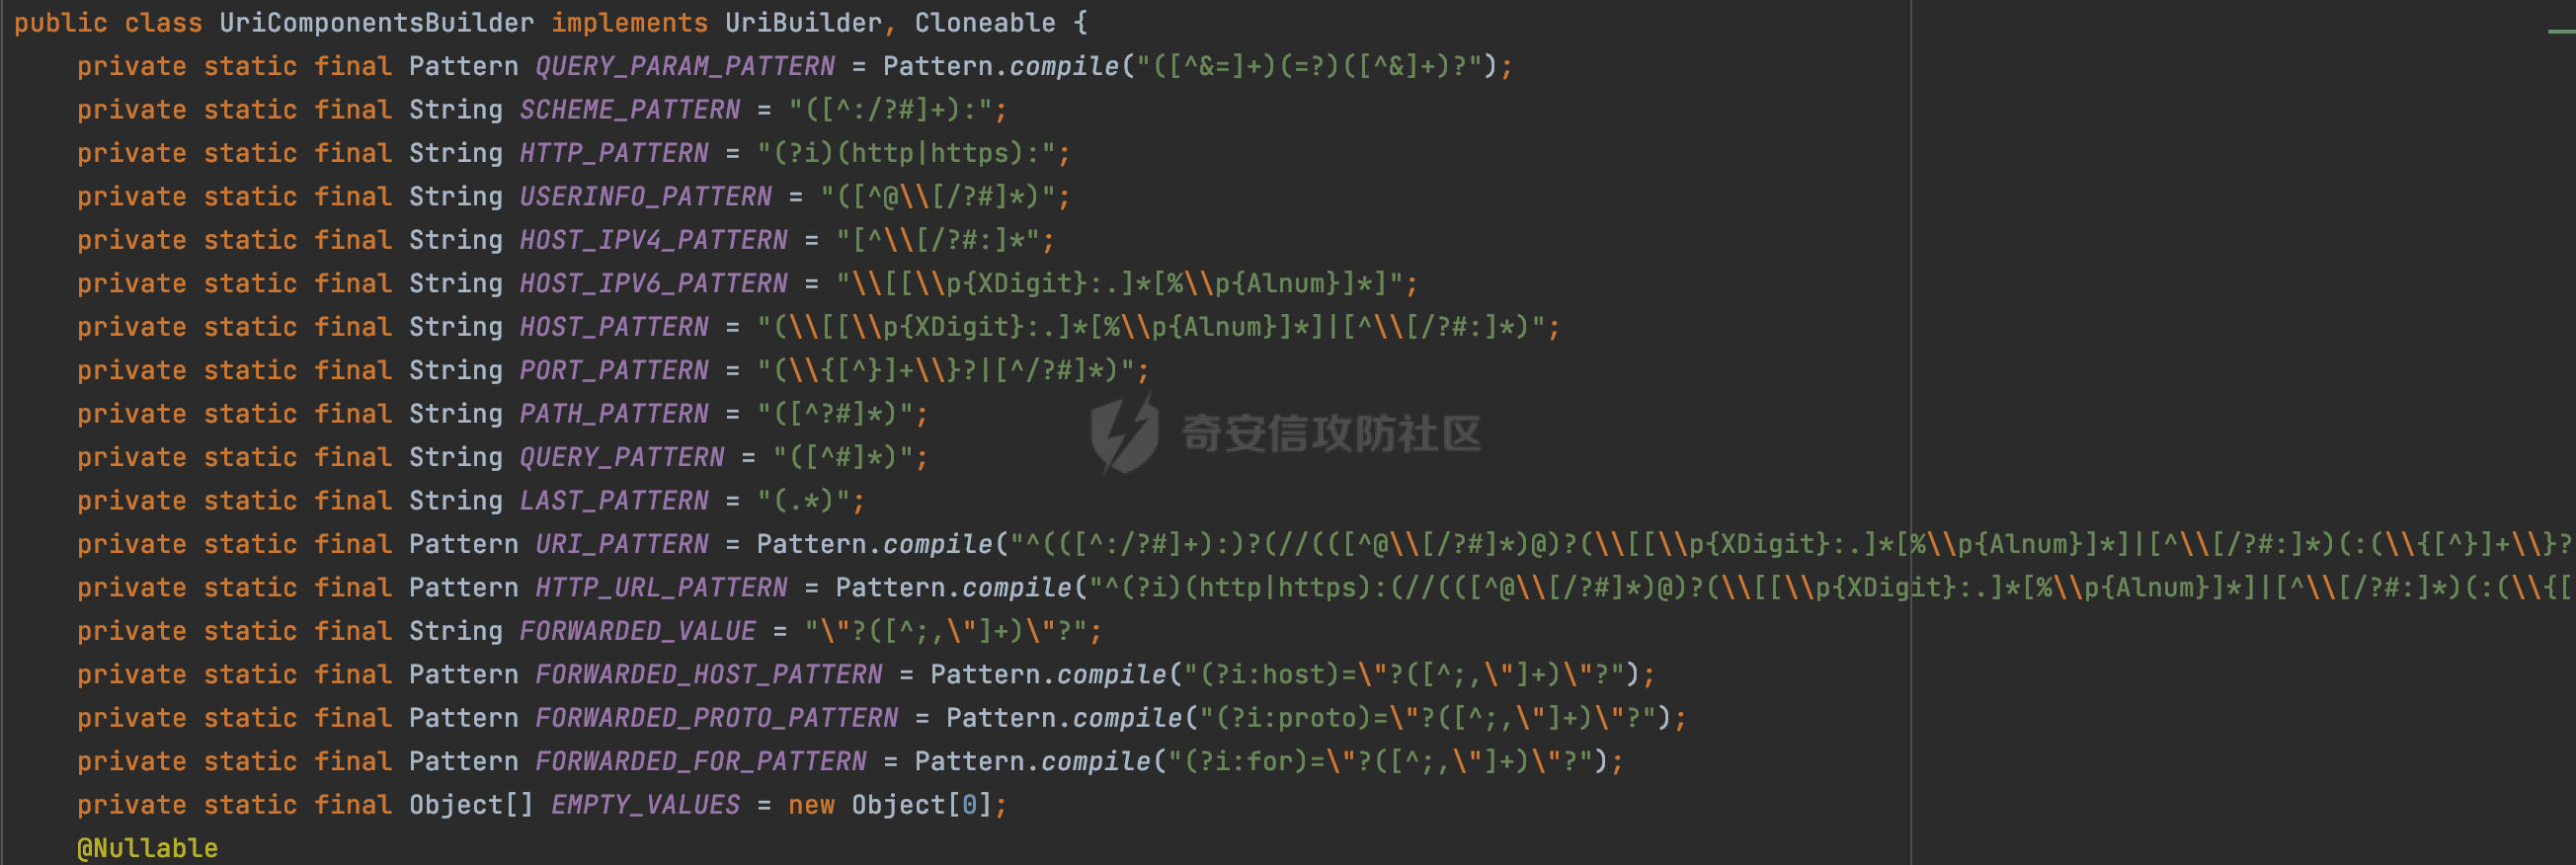 public class UriComponentsBuilder implements UriBuilder, Cloneable {
    private static final Pattern QUERY_PARAM_PATTERN = Pattern.compile("([^&=]+)(=?)([^&]+)?");
    private static final String SCHEME_PATTERN = "([^:/?#]+):";
    private static final String HTTP_PATTERN = "(?i)(http|https):";
    private static final String USERINFO_PATTERN = "([^@\\[/?#]*)";
    private static final String HOST_IPV4_PATTERN = "[^\\[/?#:]*";
    private static final String HOST_IPV6_PATTERN = "\\[[\\p{XDigit}:.]*[%\\p{Alnum}]*]";
    private static final String HOST_PATTERN = "(\\[[\\p{XDigit}:.]*[%\\p{Alnum}]*]|[^\\[/?#:]*)";
    private static final String PORT_PATTERN = "(\\{[^}]+\\}?|[^/?#]*)";
    private static final String PATH_PATTERN = "([^?#]*)";
奇安信攻防社区
    private static final String QUERY_PATTERN = "([^#]*)";
    private static final String LAST_PATTERN = "(.*)";
    private static final Pattern URI_PATTERN = Pattern.compile("^(([^:/?#]+):)?(//(([^@\\[/?#]*)@)?(\\[[\\p{XDigit}:.]*[%\\p{Alnum}]*]|[^\\[/?#:]*)(:(\\{[^}]+\\}?
    private static final Pattern HTTP_URL_PATTERN = Pattern.compile("^(?i)(http|https):(//(([^@\\[/?#]*)@)?(\\[[\\p{XDigit}:.]*[%\\p{Alnum}]*]|[^\\[/?#:]*)(:(\\{[
    private static final String FORWARDED_VALUE = "\"?([^;,\"]+)\"?";
    private static final Pattern FORWARDED_HOST_PATTERN = Pattern.compile("(?i:host)=\"?([^;,\"]+)\"?");
    private static final Pattern FORWARDED_PROTO_PATTERN = Pattern.compile("(?i:proto)=\"?([^;,\"]+)\"?");
    private static final Pattern FORWARDED_FOR_PATTERN = Pattern.compile("(?i:for)=\"?([^;,\"]+)\"?");
    private static final Object[] EMPTY_VALUES = new Object[0];
    @Nullable